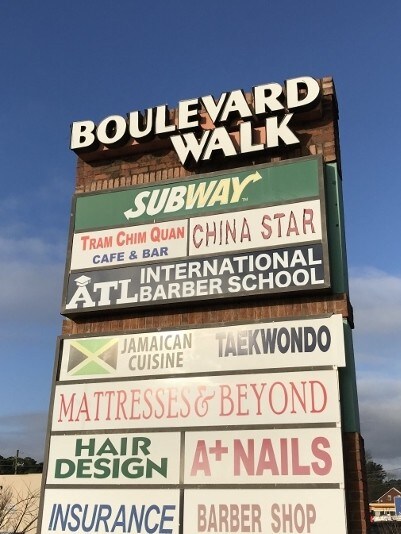 BOULEVARD
WALK
SUBWAY™
TRAM CHIM QUAN
CAFE & BAR
CHINA STAR
ATL INTERNATIONAL
BARBER SCHOOL
JAMAICAN
CUISINE
TAEKWONDO
MATTRESSES & BEYOND
HAIR
DESIGN
A+ NAILS
INSURANCE
BARBER SHOP